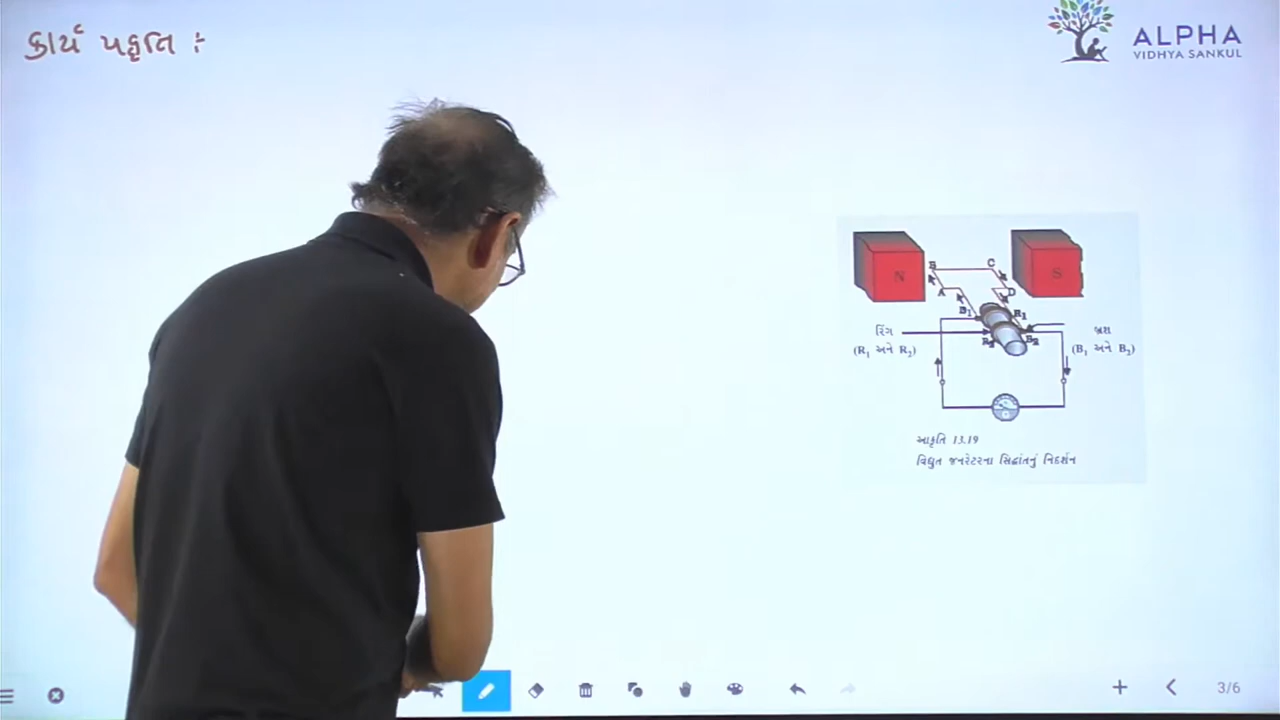 કાર્ય પદ્ધતિ :-
ALPHA
VIDHYA SANKUL
N
S
B
C
A
D
B₁
R₁
R₂
B₂
રિંગ
(R₁ અને R₂)
બ્રશ
(B₁ અને B₂)
G
આકૃતિ 13.19
વિદ્યુત જનરેટરના સિદ્ધાંતનું નિદર્શન
3/6